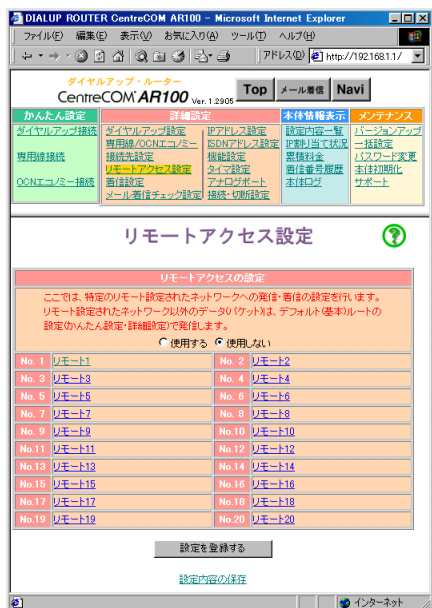 DIALUP ROUTER CentreCOM AR100 - Microsoft Internet Explorer
ファイル(F) 編集(E) 表示(V) お気に入り(A) ツール(T) ヘルプ(H)
アドレス(D) http://192.168.1.1/
ダイヤルアップ・ルーター
CentreCOM AR100 Ver. 1.2905
Top メール着信 Navi
かんたん設定 詳細設定 本体情報表示 メンテナンス
ダイヤルアップ接続 ダイヤルアップ設定 IPアドレス設定 設定内容一覧 バージョンアップ
専用線/OCNエコノミー ISDNアドレス設定 IP割り当て状況 一括設定
専用線接続 接続先設定 機能設定 累積料金 パスワード変更
リモートアクセス設定 タイマ設定 着信番号履歴 本体初期化
OCNエコノミー接続 着信設定 アナログポート 本体ログ サポート
メール着信チェック設定 接続・切断設定
リモートアクセス設定 ?
リモートアクセスの設定
ここでは、特定のリモート設定されたネットワークへの発信・着信の設定を行います。
リモート設定されたネットワーク以外のデータ(パケット)は、デフォルト(基本)ルートの
設定(かんたん設定・詳細設定)で発信します。
使用する 使用しない
No. 1 リモート1 No. 2 リモート2
No. 3 リモート3 No. 4 リモート4
No. 5 リモート5 No. 6 リモート6
No. 7 リモート7 No. 8 リモート8
No. 9 リモート9 No.10 リモート10
No.11 リモート11 No.12 リモート12
No.13 リモート13 No.14 リモート14
No.15 リモート15 No.16 リモート16
No.17 リモート17 No.18 リモート18
No.19 リモート19 No.20 リモート20
設定を登録する
設定内容の保存
インターネット